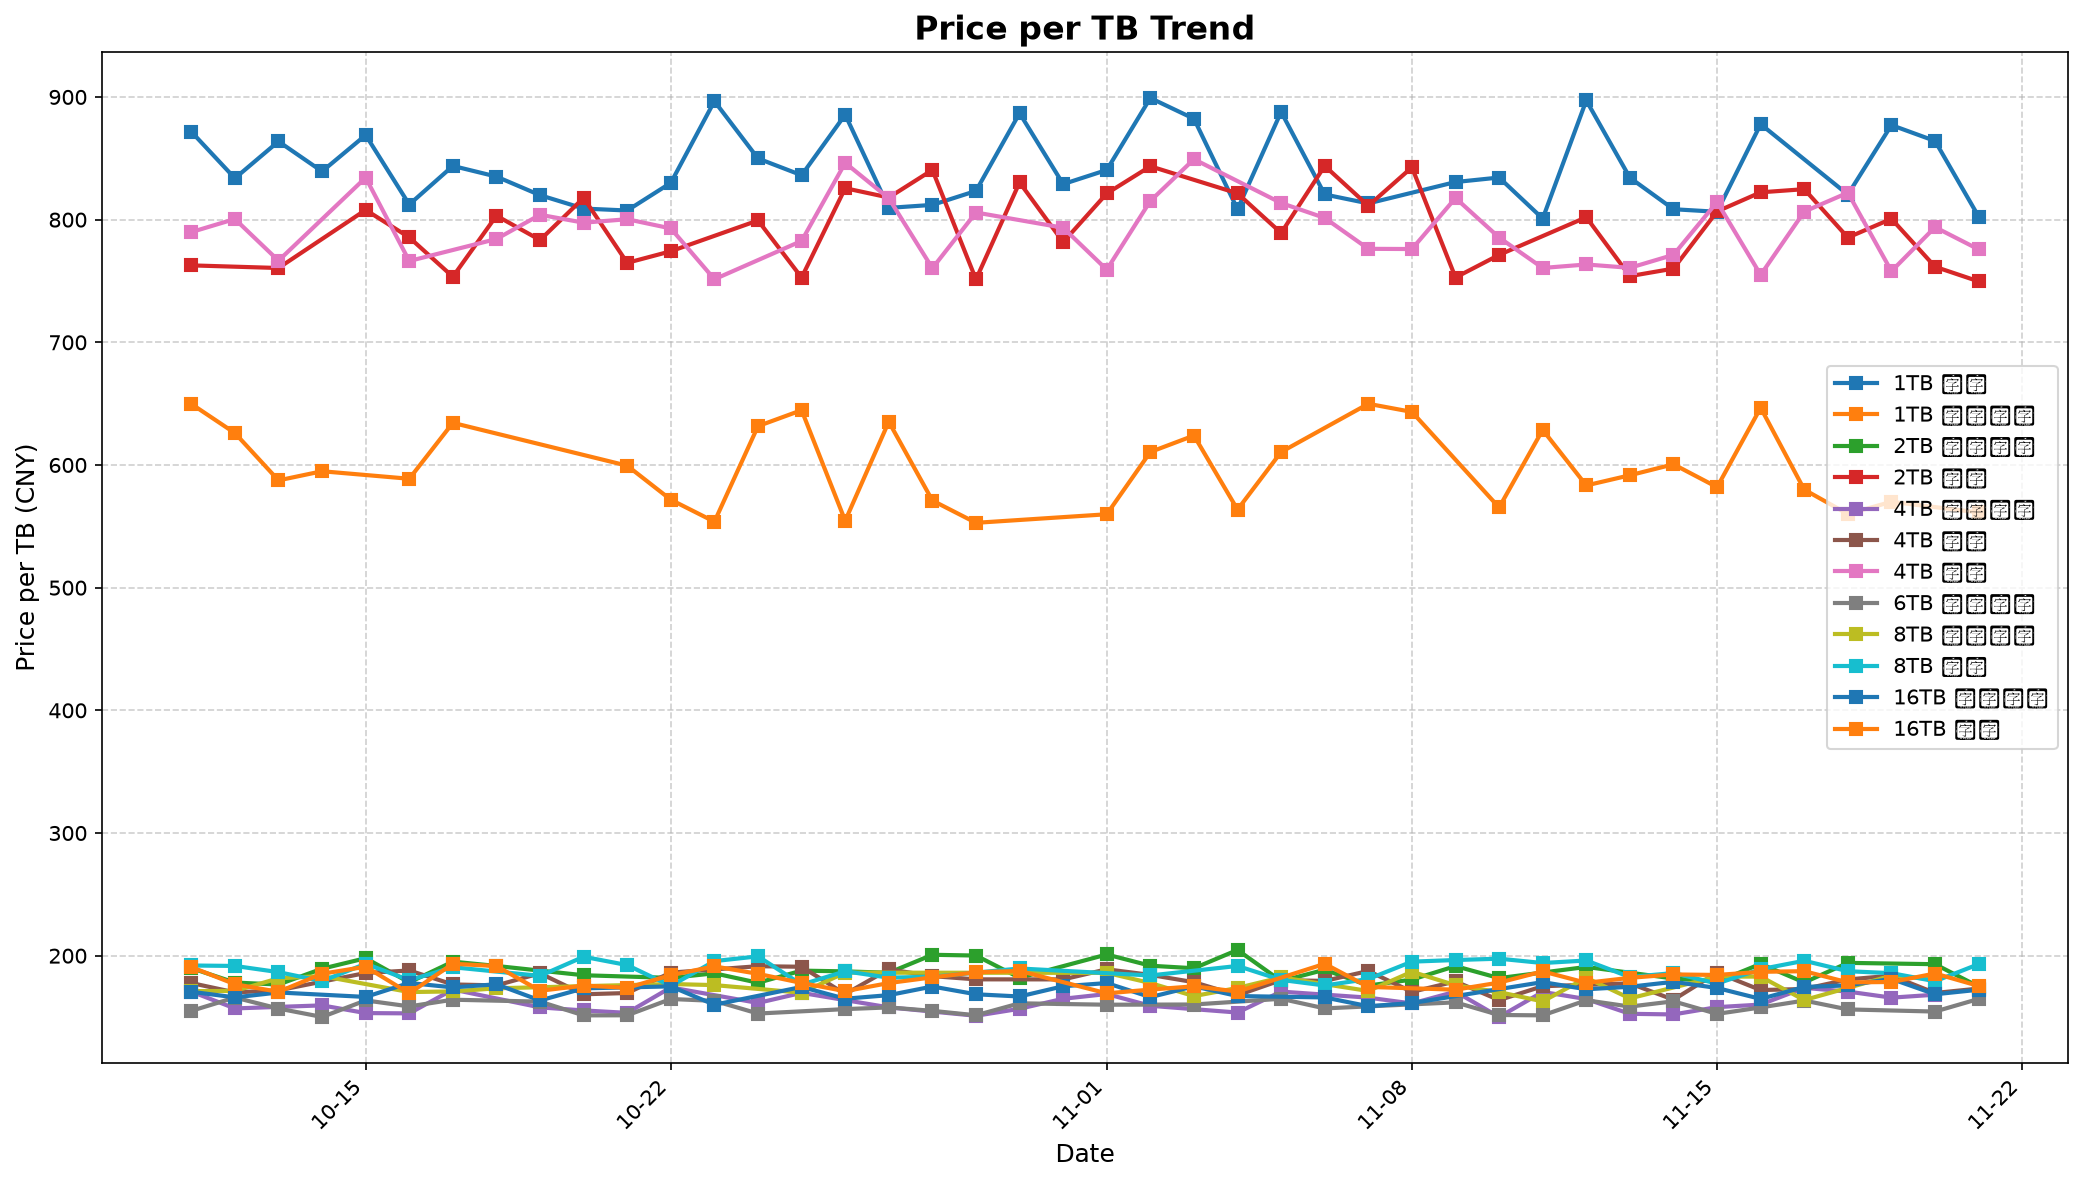 Price per TB Trend
900
800
700
600
500
400
300
200
Price per TB (CNY)
1TB
1TB
2TB
2TB
4TB
4TB
4TB
6TB
8TB
8TB
16TB
16TB
10-15
10-22
11-01
11-08
11-15
11-22
Date